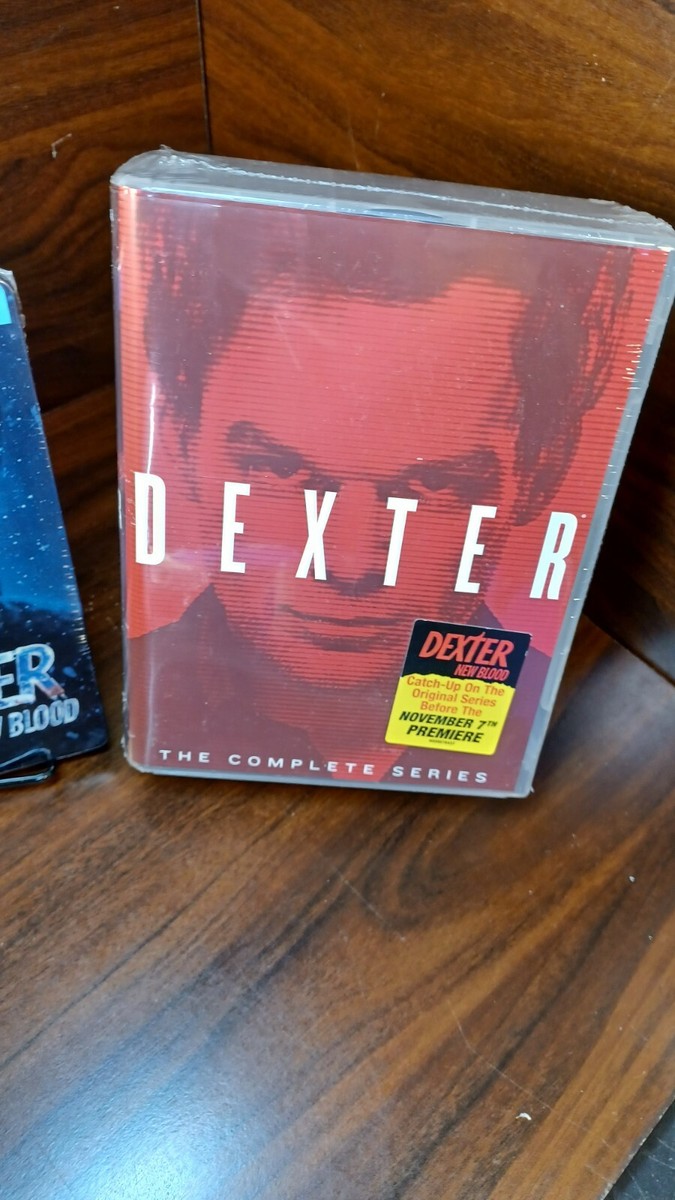 DEXTER
DEXTER
NEW BLOOD
Catch-Up On The
Original Series
Before The
NOVEMBER 7TH
PREMIERE
THE COMPLETE SERIES
ER
W BLOOD